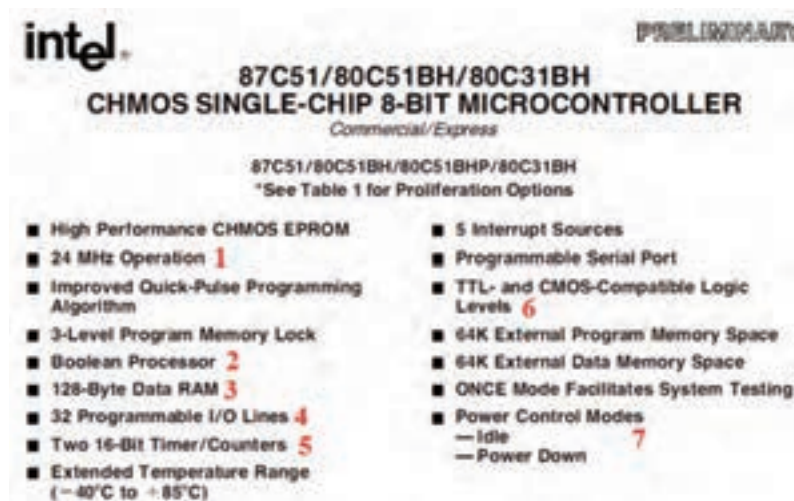 intel®
PRELIMINARY
87C51/80C51BH/80C31BH
CHMOS SINGLE-CHIP 8-BIT MICROCONTROLLER
Commercial/Express
87C51/80C51BH/80C51BHP/80C31BH
*See Table 1 for Proliferation Options
■ High Performance CHMOS EPROM
■ 24 MHz Operation 1
■ Improved Quick-Pulse Programming
Algorithm
■ 3-Level Program Memory Lock
■ Boolean Processor 2
■ 128-Byte Data RAM 3
■ 32 Programmable I/O Lines 4
■ Two 16-Bit Timer/Counters 5
■ Extended Temperature Range
(−40°C to +85°C)
■ 5 Interrupt Sources
■ Programmable Serial Port
■ TTL- and CMOS-Compatible Logic
Levels 6
■ 64K External Program Memory Space
■ 64K External Data Memory Space
■ ONCE Mode Facilitates System Testing
■ Power Control Modes
—Idle 7
—Power Down